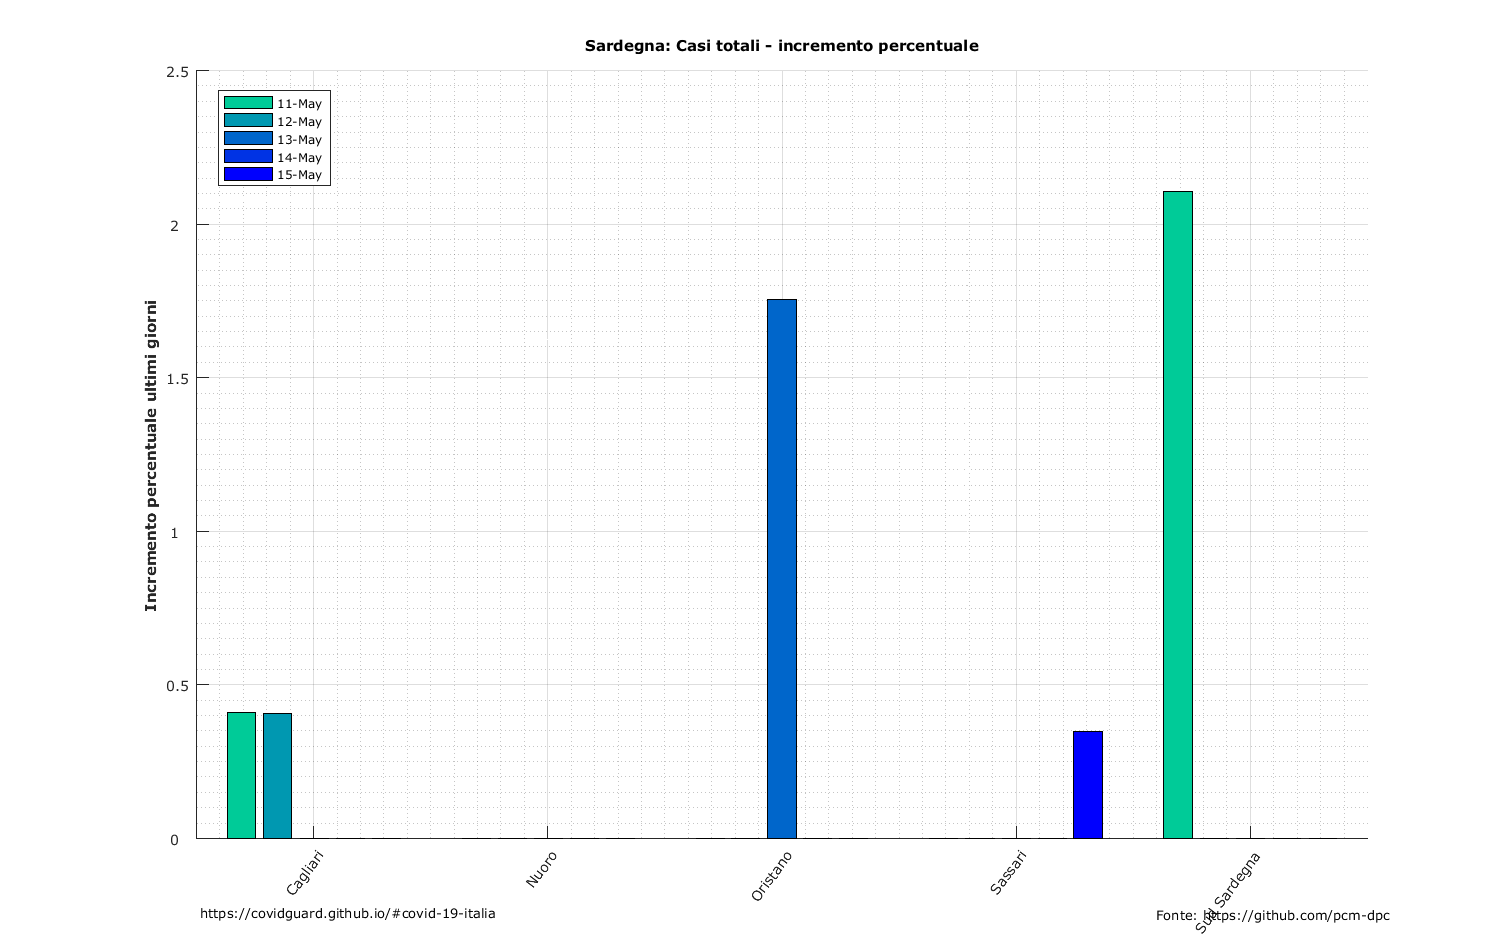 Sardegna: Casi totali - incremento percentuale
2.5
2
1.5
1
0.5
0
Incremento percentuale ultimi giorni
11-May
12-May
13-May
14-May
15-May
Cagliari
Nuoro
Oristano
Sassari
Sud Sardegna
https://covidguard.github.io/#covid-19-italia
Fonte: https://github.com/pcm-dpc